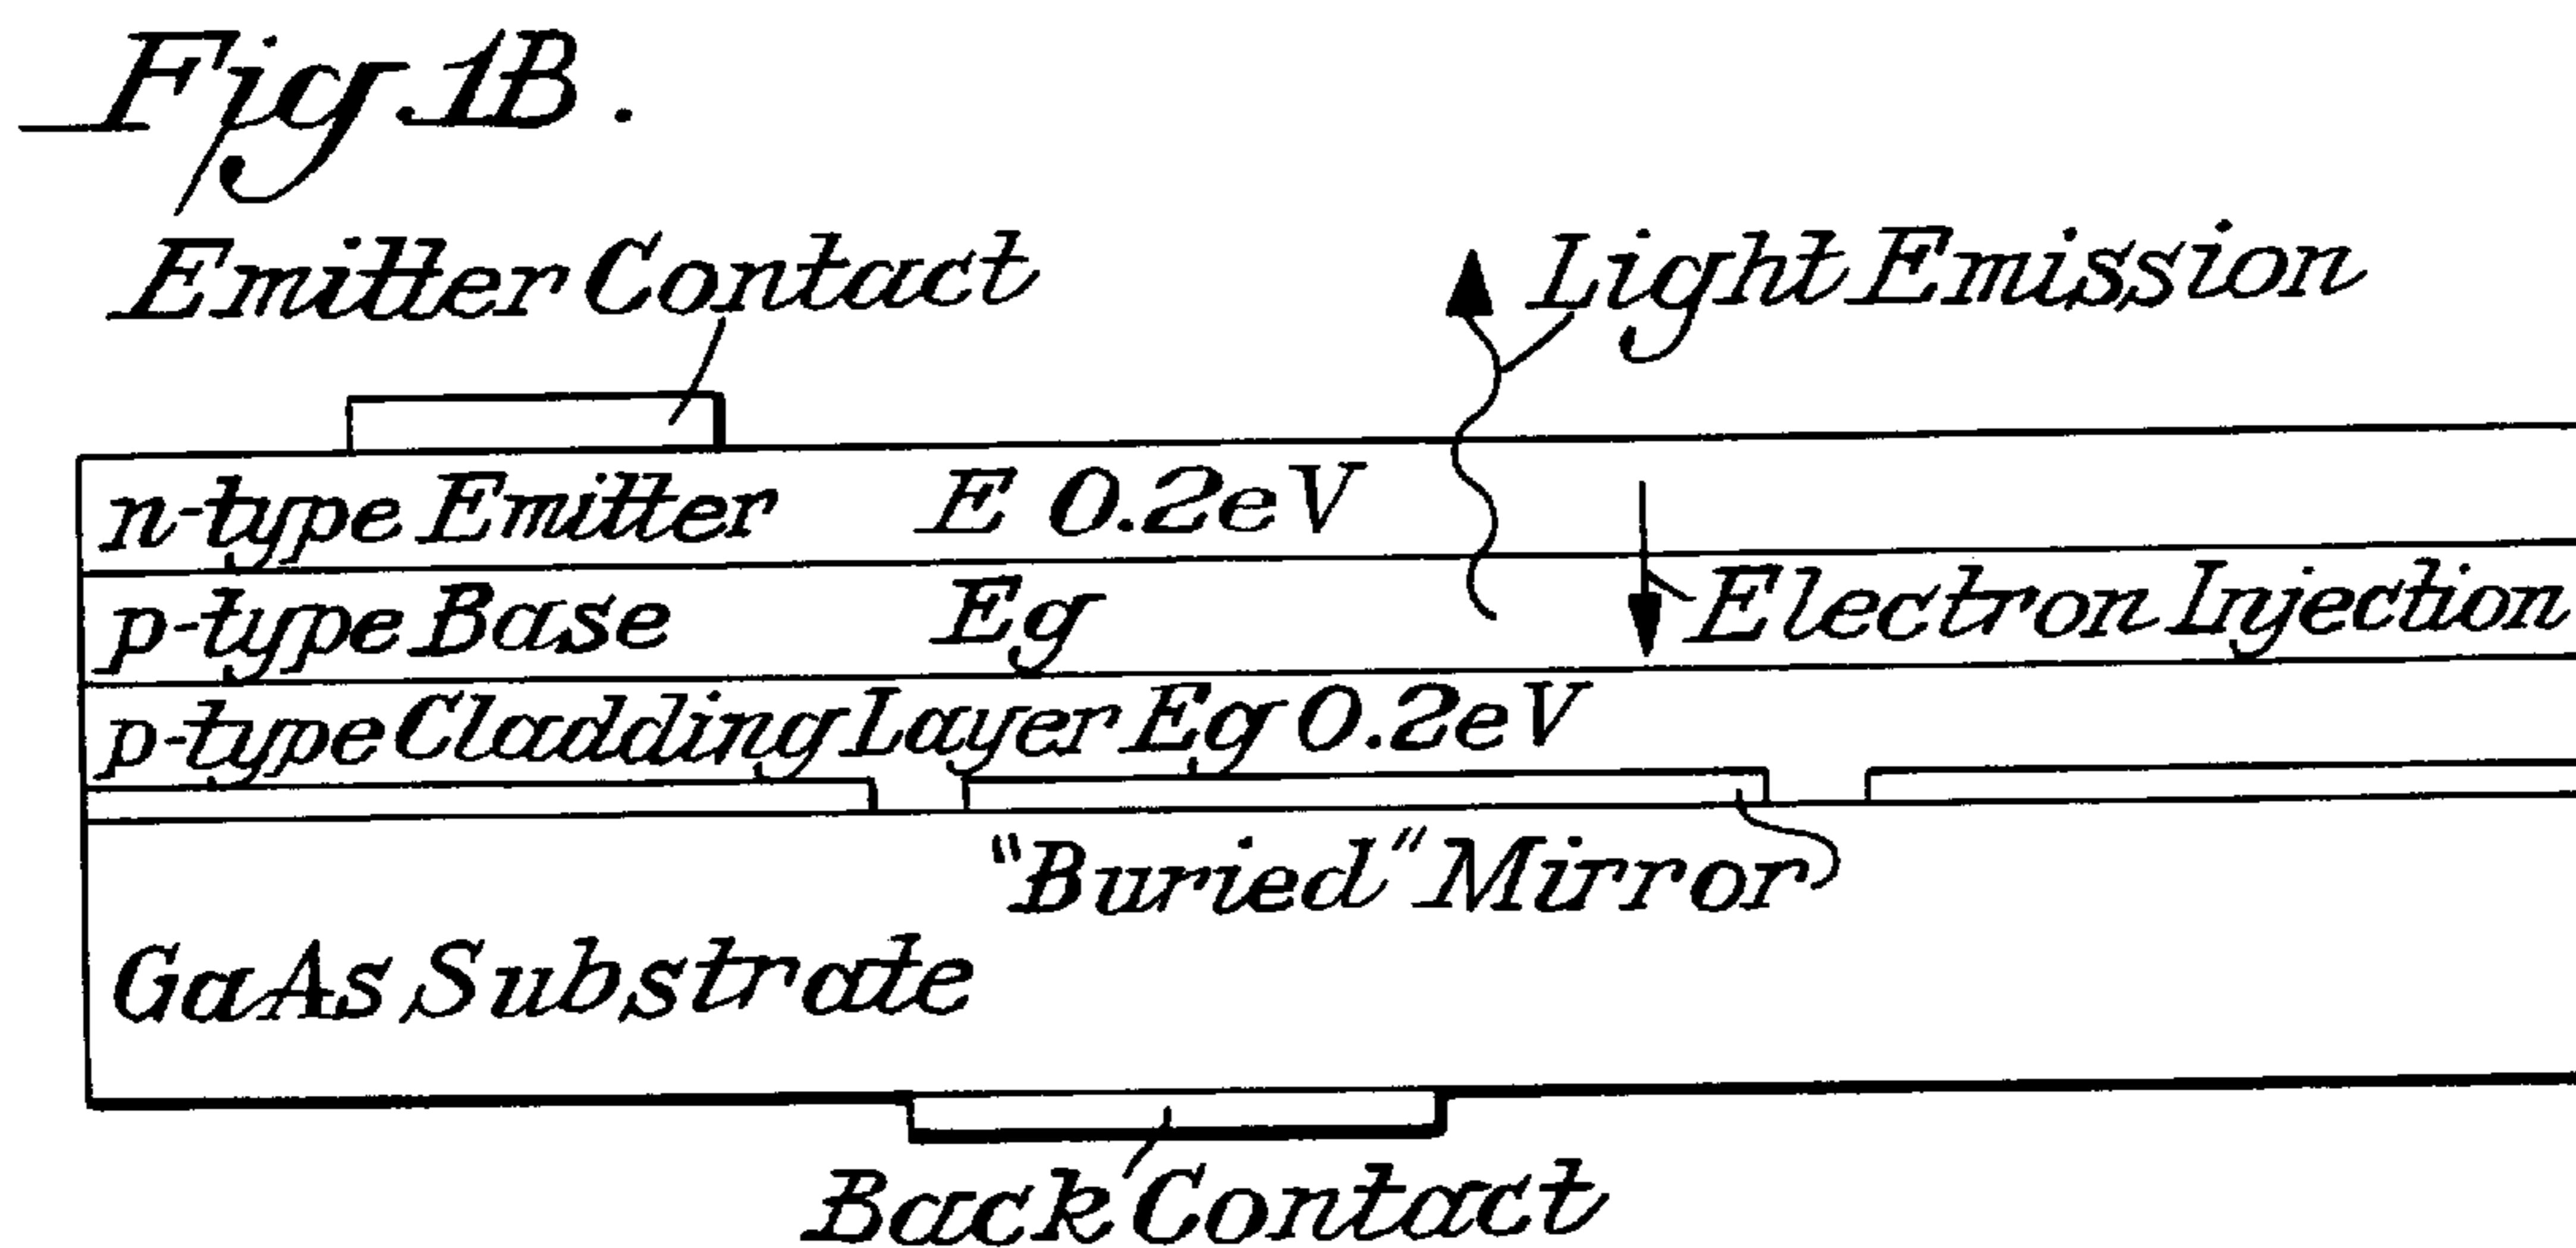 Fig. 1B.
Emitter Contact
Light Emission
n-type Emitter E 0.2eV
p-type Base Eg
Electron Injection
p-type Cladding Layer Eg 0.2eV
"Buried" Mirror
GaAs Substrate
Back Contact